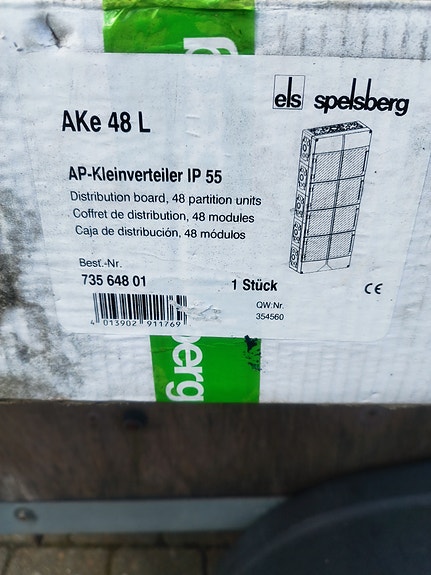 els spelsberg
AKe 48 L
AP-Kleinverteiler IP 55
Distribution board, 48 partition units
Coffret de distribution, 48 modules
Caja de distribución, 48 módulos
Best.-Nr.
735 648 01
1 Stück
CE
QW.Nr.
354560
4 013902 911769
berg